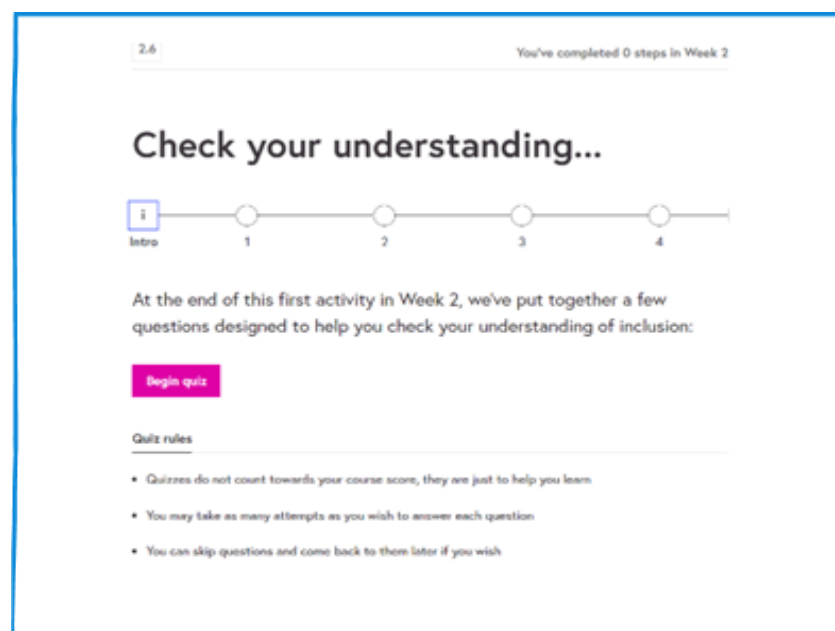 2.6
You've completed 0 steps in Week 2
Check your understanding...
i
Intro
1
2
3
4
At the end of this first activity in Week 2, we've put together a few
questions designed to help you check your understanding of inclusion:
Begin quiz
Quiz rules
• Quizzes do not count towards your course score, they are just to help you learn
• You may take as many attempts as you wish to answer each question
• You can skip questions and come back to them later if you wish